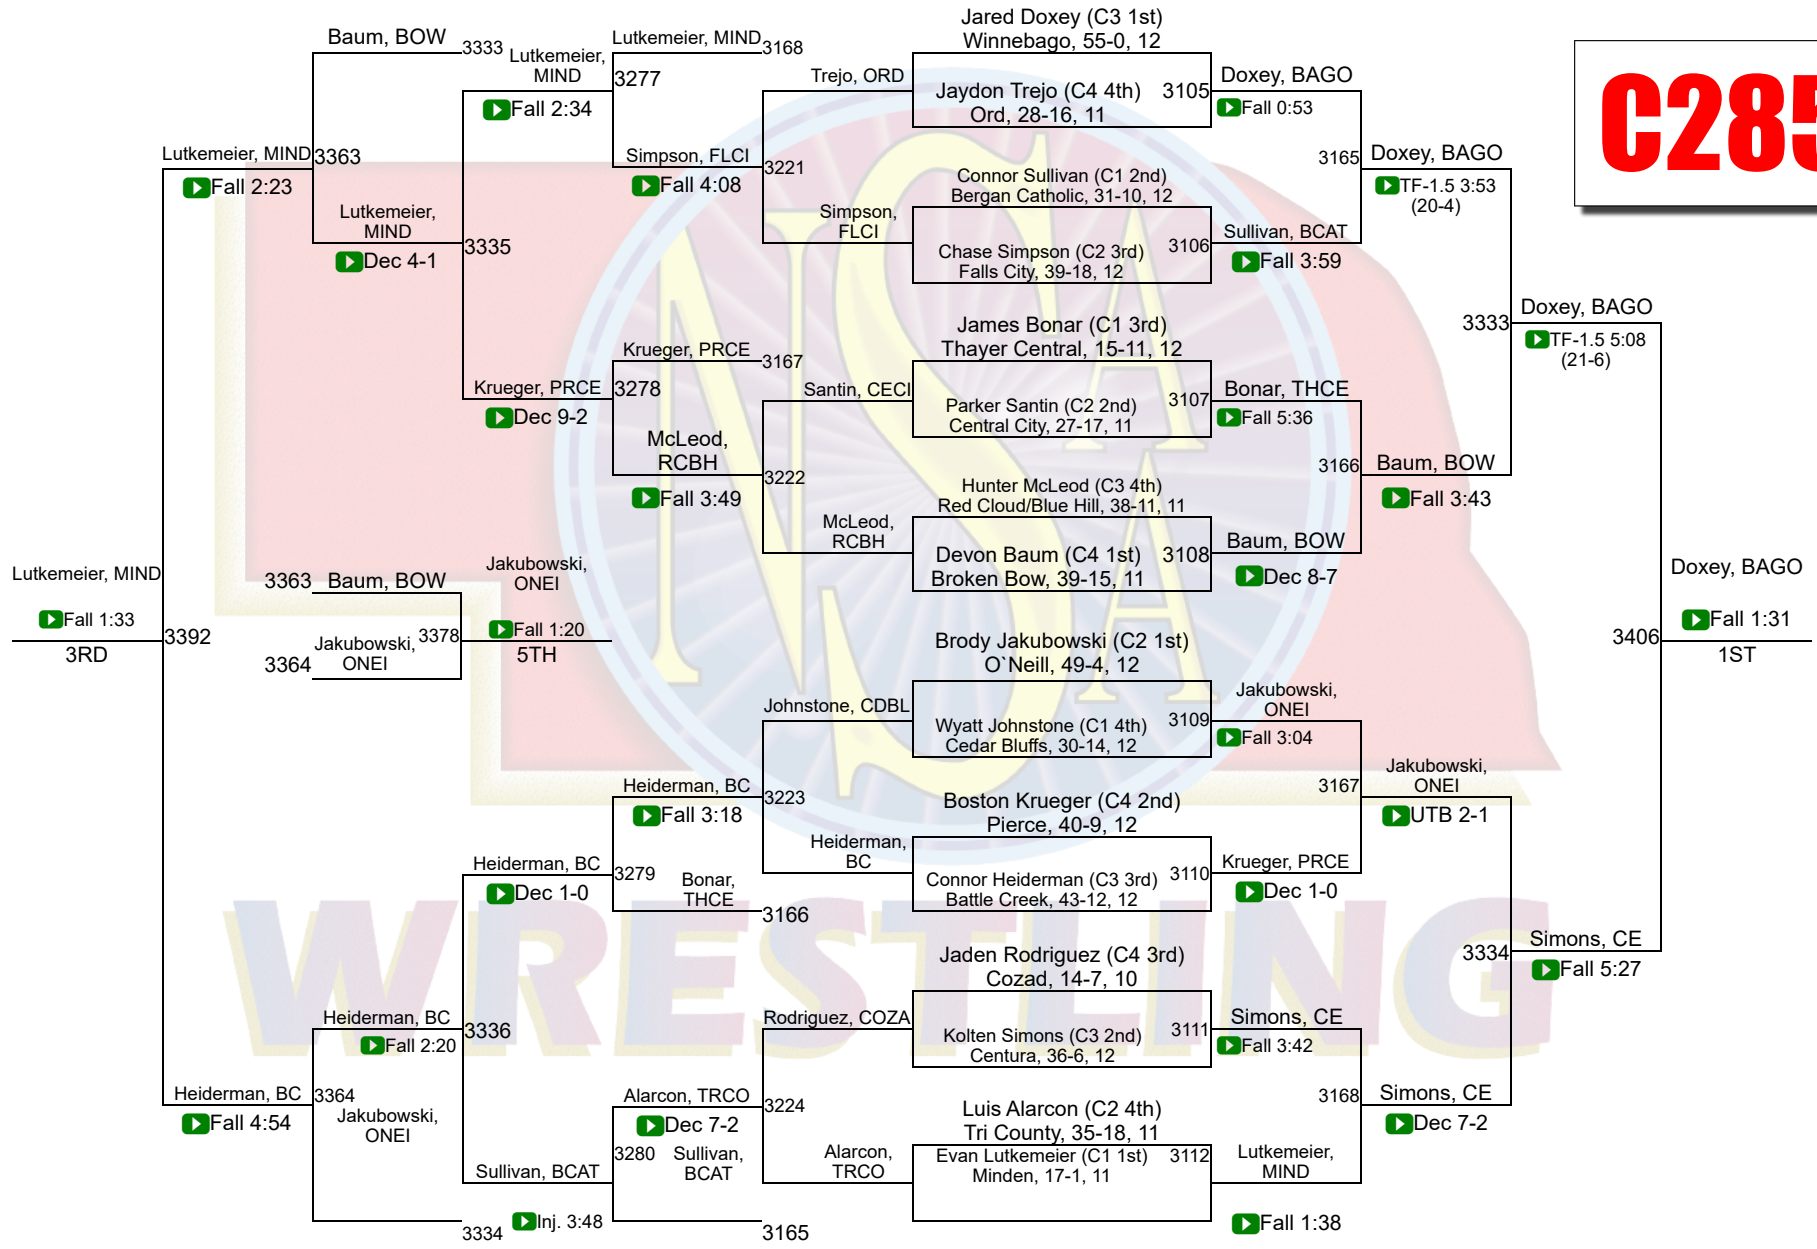 Baum, BOW
3333
Lutkemeier,
MIND
3277
Fall 2:34
Lutkemeier, MIND
3168
Simpson, FLCI
3221
Fall 4:08
Lutkemeier, MIND
3363
Fall 2:23
Lutkemeier,
MIND
3335
Dec 4-1
Krueger, PRCE
3167
Krueger, PRCE
3278
Dec 9-2
McLeod,
RCBH
3222
Fall 3:49
Trejo, ORD
Simpson,
FLCI
Santin, CECI
McLeod,
RCBH
Jared Doxey (C3 1st)
Winnebago, 55-0, 12
Jaydon Trejo (C4 4th)
Ord, 28-16, 11
3105
Doxey, BAGO
Fall 0:53
Connor Sullivan (C1 2nd)
Bergan Catholic, 31-10, 12
Chase Simpson (C2 3rd)
Falls City, 39-18, 12
3106
Sullivan, BCAT
Fall 3:59
3165
Doxey, BAGO
TF-1.5 3:53
(20-4)
C285
James Bonar (C1 3rd)
Thayer Central, 15-11, 12
Parker Santin (C2 2nd)
Central City, 27-17, 11
3107
Bonar, THCE
Fall 5:36
Hunter McLeod (C3 4th)
Red Cloud/Blue Hill, 38-11, 11
Devon Baum (C4 1st)
Broken Bow, 39-15, 11
3108
Baum, BOW
Dec 8-7
3166
Baum, BOW
Fall 3:43
3333
Doxey, BAGO
TF-1.5 5:08
(21-6)
Lutkemeier, MIND
Fall 1:33
3392
3RD
3363
Baum, BOW
3364
Jakubowski,
ONEI
3378
Jakubowski,
ONEI
Fall 1:20
5TH
Doxey, BAGO
3406
Fall 1:31
1ST
Brody Jakubowski (C2 1st)
O`Neill, 49-4, 12
Johnstone, CDBL
Wyatt Johnstone (C1 4th)
Cedar Bluffs, 30-14, 12
3109
Jakubowski,
ONEI
Fall 3:04
Heiderman, BC
3223
Fall 3:18
Boston Krueger (C4 2nd)
Pierce, 40-9, 12
Heiderman,
BC
Connor Heiderman (C3 3rd)
Battle Creek, 43-12, 12
3110
Krueger, PRCE
Dec 1-0
3167
Jakubowski,
ONEI
UTB 2-1
Heiderman, BC
3279
Dec 1-0
Bonar,
THCE
3166
Jaden Rodriguez (C4 3rd)
Cozad, 14-7, 10
Rodriguez, COZA
Kolten Simons (C3 2nd)
Centura, 36-6, 12
3111
Simons, CE
Fall 3:42
3334
Simons, CE
Fall 5:27
Heiderman, BC
3336
Fall 2:20
Heiderman, BC
3364
Fall 4:54
Jakubowski,
ONEI
3334
Alarcon, TRCO
3224
Dec 7-2
3280
Sullivan,
BCAT
3165
Sullivan, BCAT
Inj. 3:48
Luis Alarcon (C2 4th)
Tri County, 35-18, 11
Alarcon,
TRCO
Evan Lutkemeier (C1 1st)
Minden, 17-1, 11
3112
Lutkemeier,
MIND
Fall 1:38
3168
Simons, CE
Dec 7-2
NSAA
WRESTLING